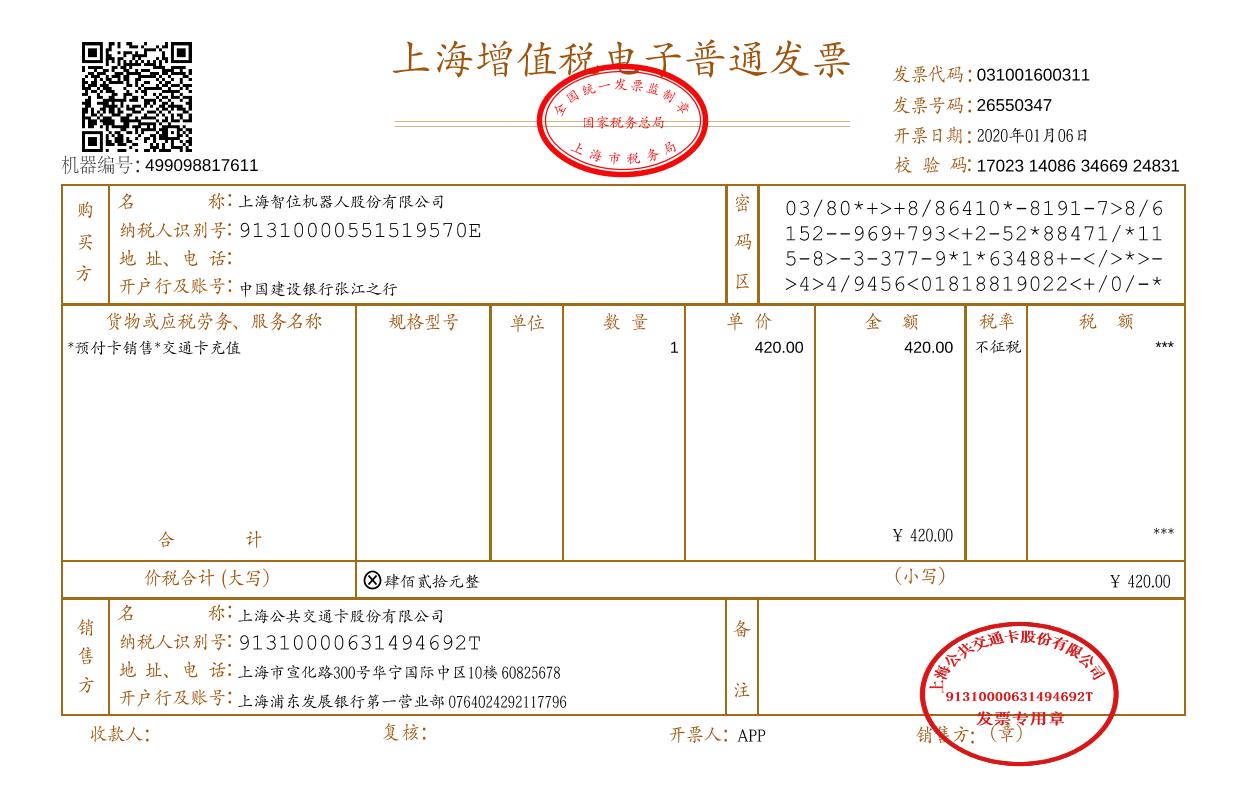 上海增值税电子普通发票
全国统一发票监制章
国家税务总局
上海市税务局
发票代码:031001600311
发票号码:26550347
开票日期:2020年01月06日
校 验 码:17023 14086 34669 24831
机器编号:499098817611
购买方
名 称:上海智位机器人股份有限公司
纳税人识别号:91310000551519570E
地 址、电 话:
开户行及账号:中国建设银行张江之行
密码区
03/80*+>+8/86410*-8191-7>8/6
152--969+793<+2-52*88471/*11
5-8>-3-377-9*1*63488+-</>*>-
>4>4/9456<01818819022<+/0/-*
货物或应税劳务、服务名称 规格型号 单位 数 量 单 价 金 额 税率 税 额
*预付卡销售*交通卡充值 1 420.00 420.00 不征税 ***
合 计 ¥ 420.00 ***
价税合计 (大写) ⊗肆佰贰拾元整 (小写) ¥ 420.00
销售方
名 称:上海公共交通卡股份有限公司
纳税人识别号:91310000631494692T
地 址、电 话:上海市宣化路300号华宁国际中区10楼 60825678
开户行及账号:上海浦东发展银行第一营业部 0764024292117796
备注
上海公共交通卡股份有限公司
91310000631494692T
发票专用章
收款人: 复核: 开票人: APP 销售方:(章)